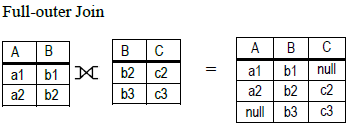 Full-outer Join
A B B C A B C
a1 b1 b2 c2 = a1 b1 null
a2 b2 b3 c3 a2 b2 c2
null b3 c3